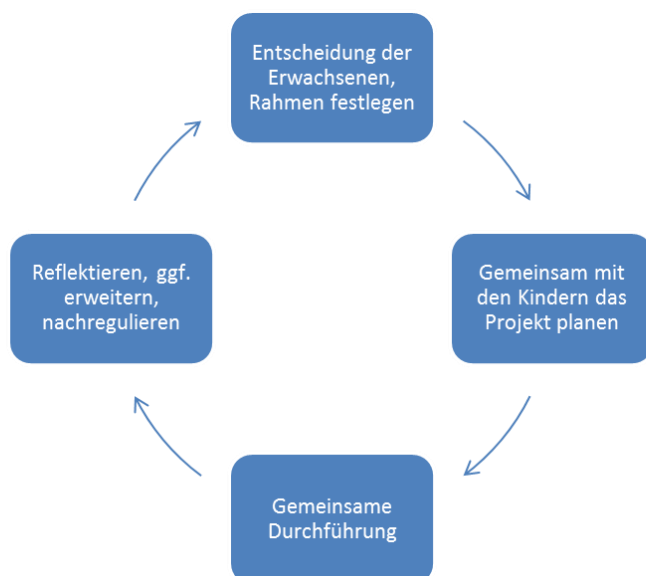 Entscheidung der
Erwachsenen,
Rahmen festlegen
Gemeinsam mit
den Kindern das
Projekt planen
Gemeinsame
Durchführung
Reflektieren, ggf.
erweitern,
nachregulieren